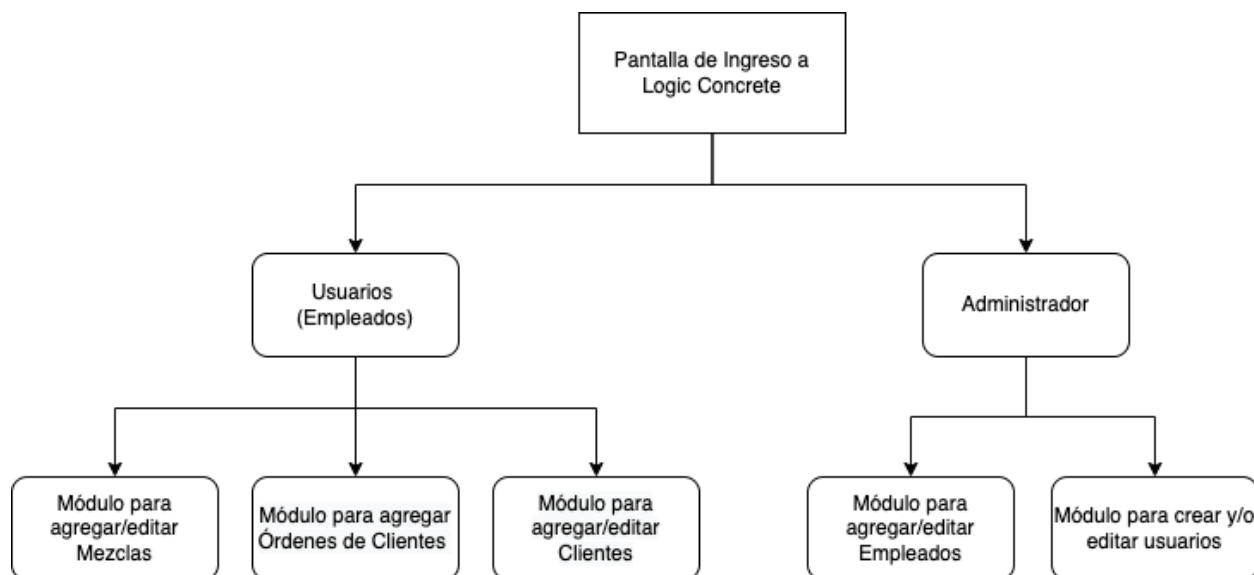 Pantalla de Ingreso a
Logic Concrete
Usuarios
(Empleados)
Administrador
Módulo para
agregar/editar
Mezclas
Módulo para agregar
Órdenes de Clientes
Módulo para
agregar/editar
Clientes
Módulo para
agregar/editar
Empleados
Módulo para crear y/o
editar usuarios